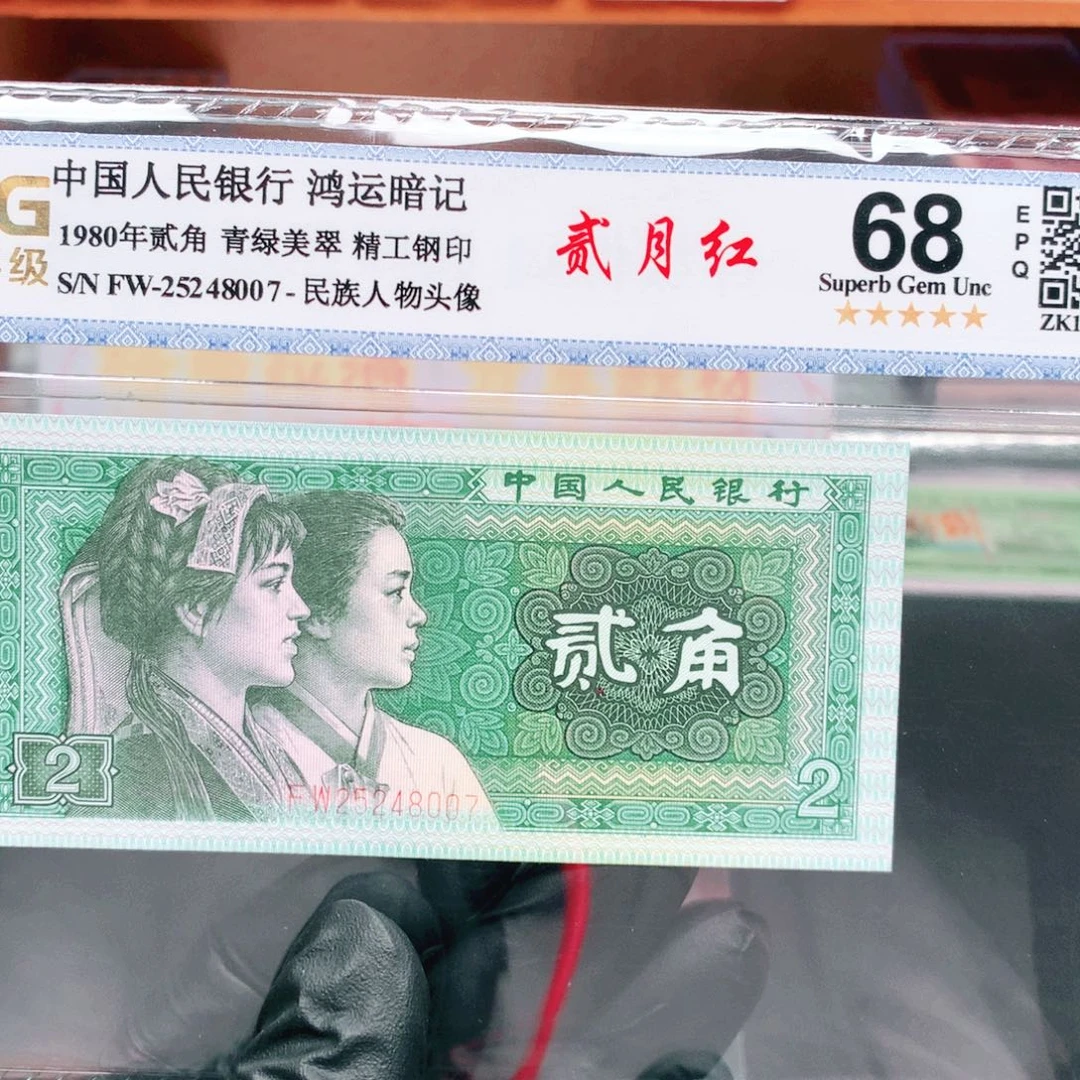 G
级
中国人民银行 鸿运暗记
1980年贰角 青绿美翠 精工钢印
S/N FW-25248007 - 民族人物头像
贰月红
68
Superb Gem Unc
EPQ
ZK1
中国人民银行
贰角
2
FW25248007
2